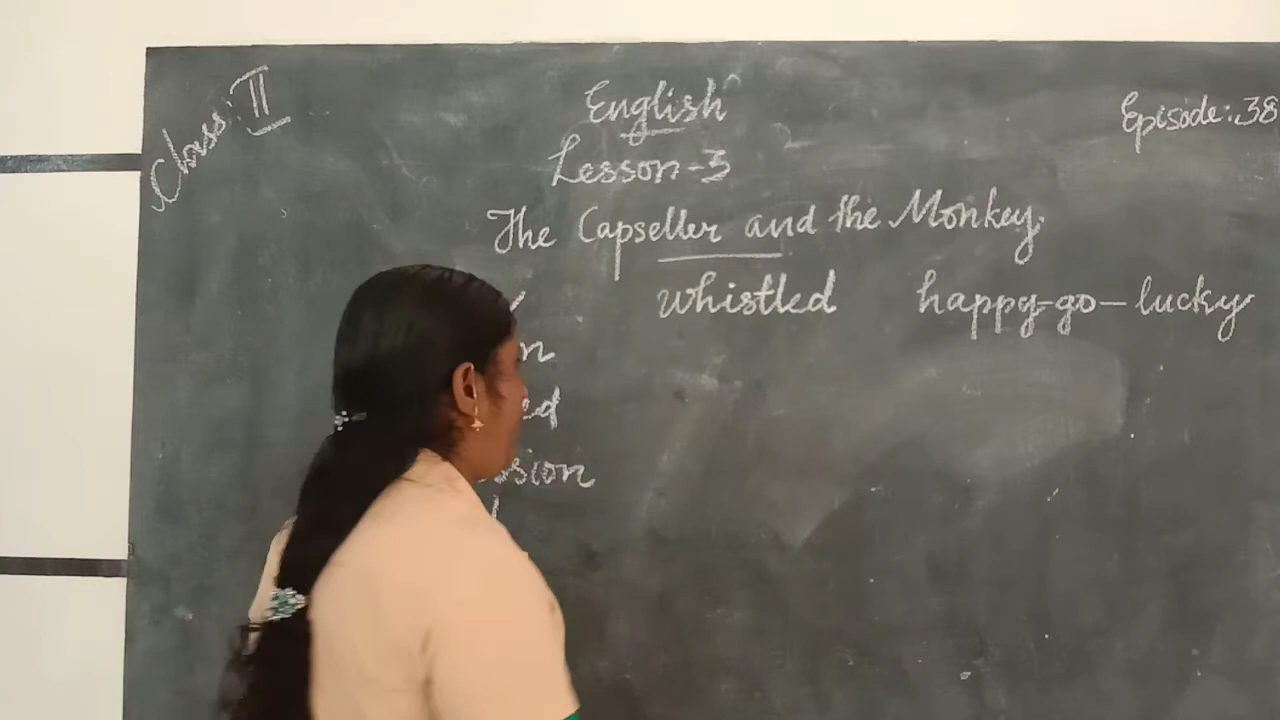 Class: II
English
Episode: 38
Lesson-3
The Capseller and the Monkey.
whistled happy-go-lucky